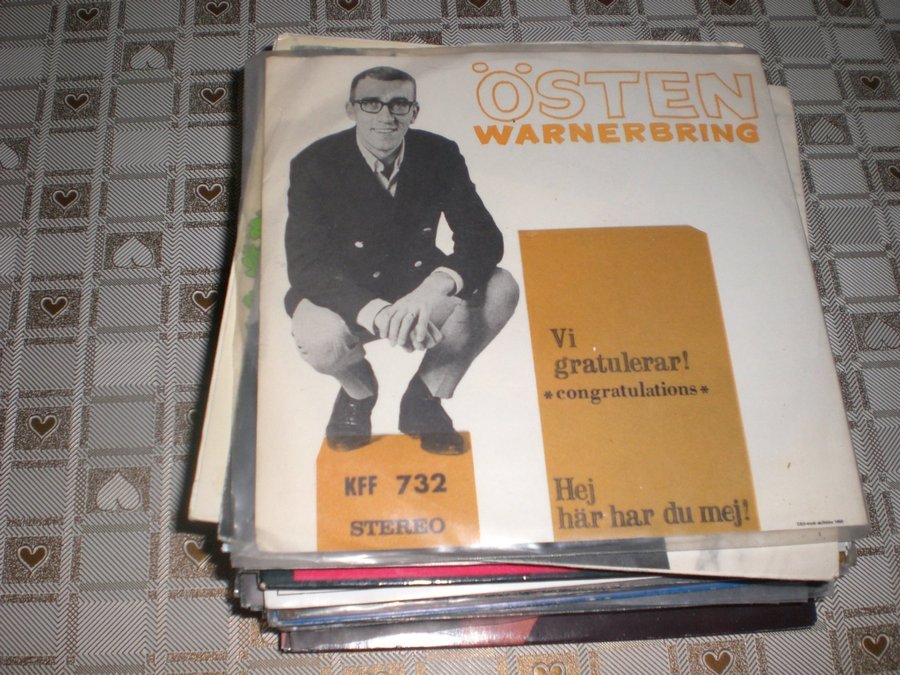 ÖSTEN
WARNERBRING
Vi
gratulerar!
*congratulations*
Hej
här har du mej!
KFF 732
STEREO